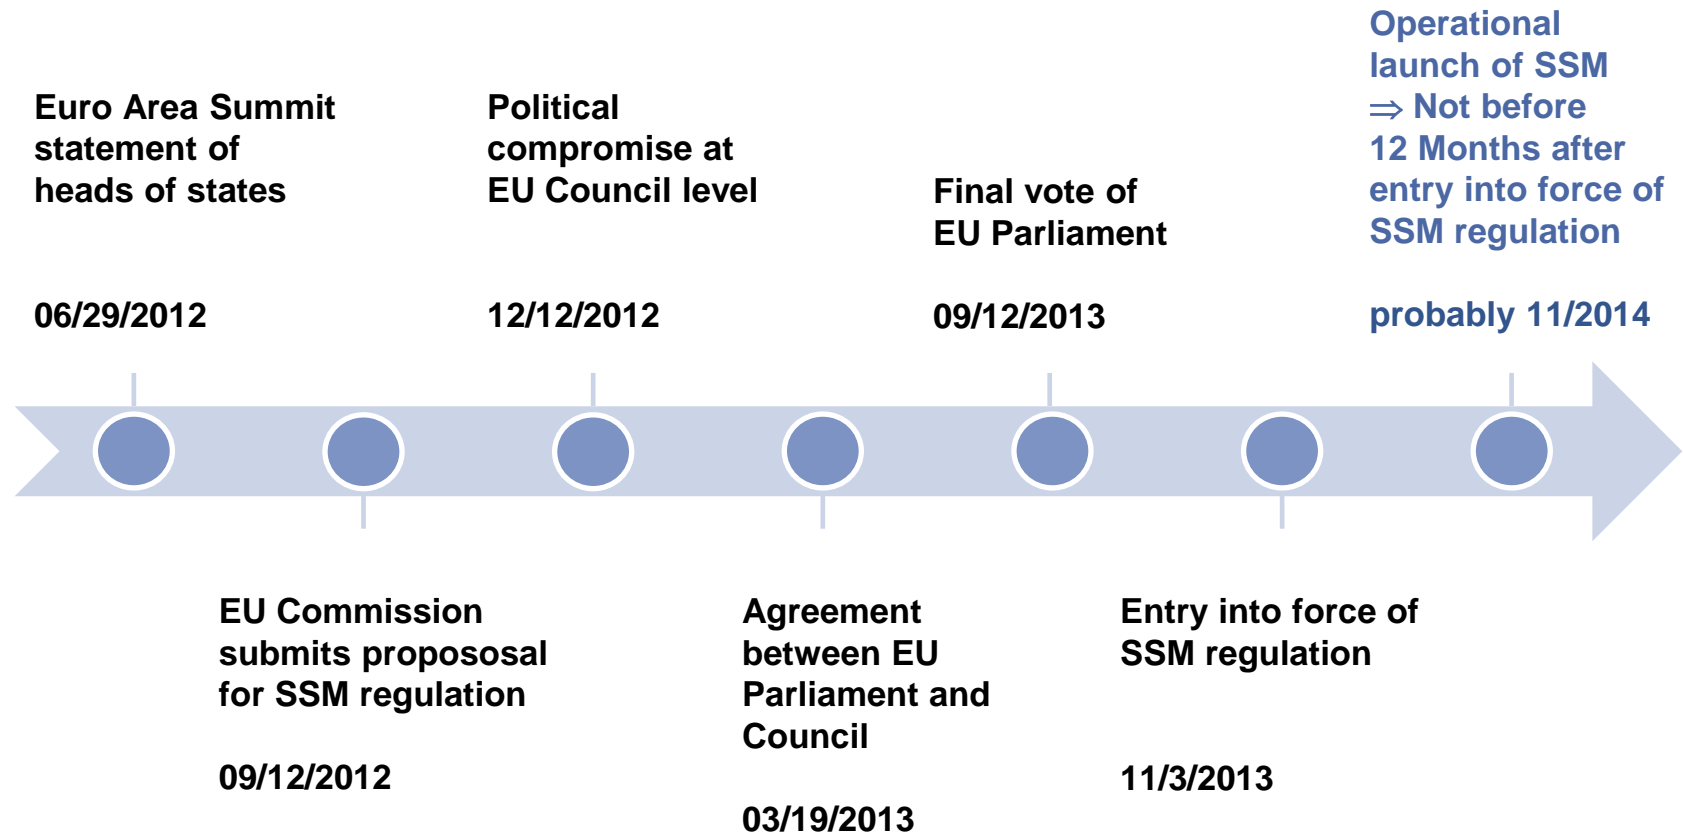 Euro Area Summit
statement of
heads of states
06/29/2012
Political
compromise at
EU Council level
12/12/2012
Final vote of
EU Parliament
09/12/2013
Operational
launch of SSM
⇒ Not before
12 Months after
entry into force of
SSM regulation
probably 11/2014
EU Commission
submits propososal
for SSM regulation
09/12/2012
Agreement
between EU
Parliament and
Council
03/19/2013
Entry into force of
SSM regulation
11/3/2013